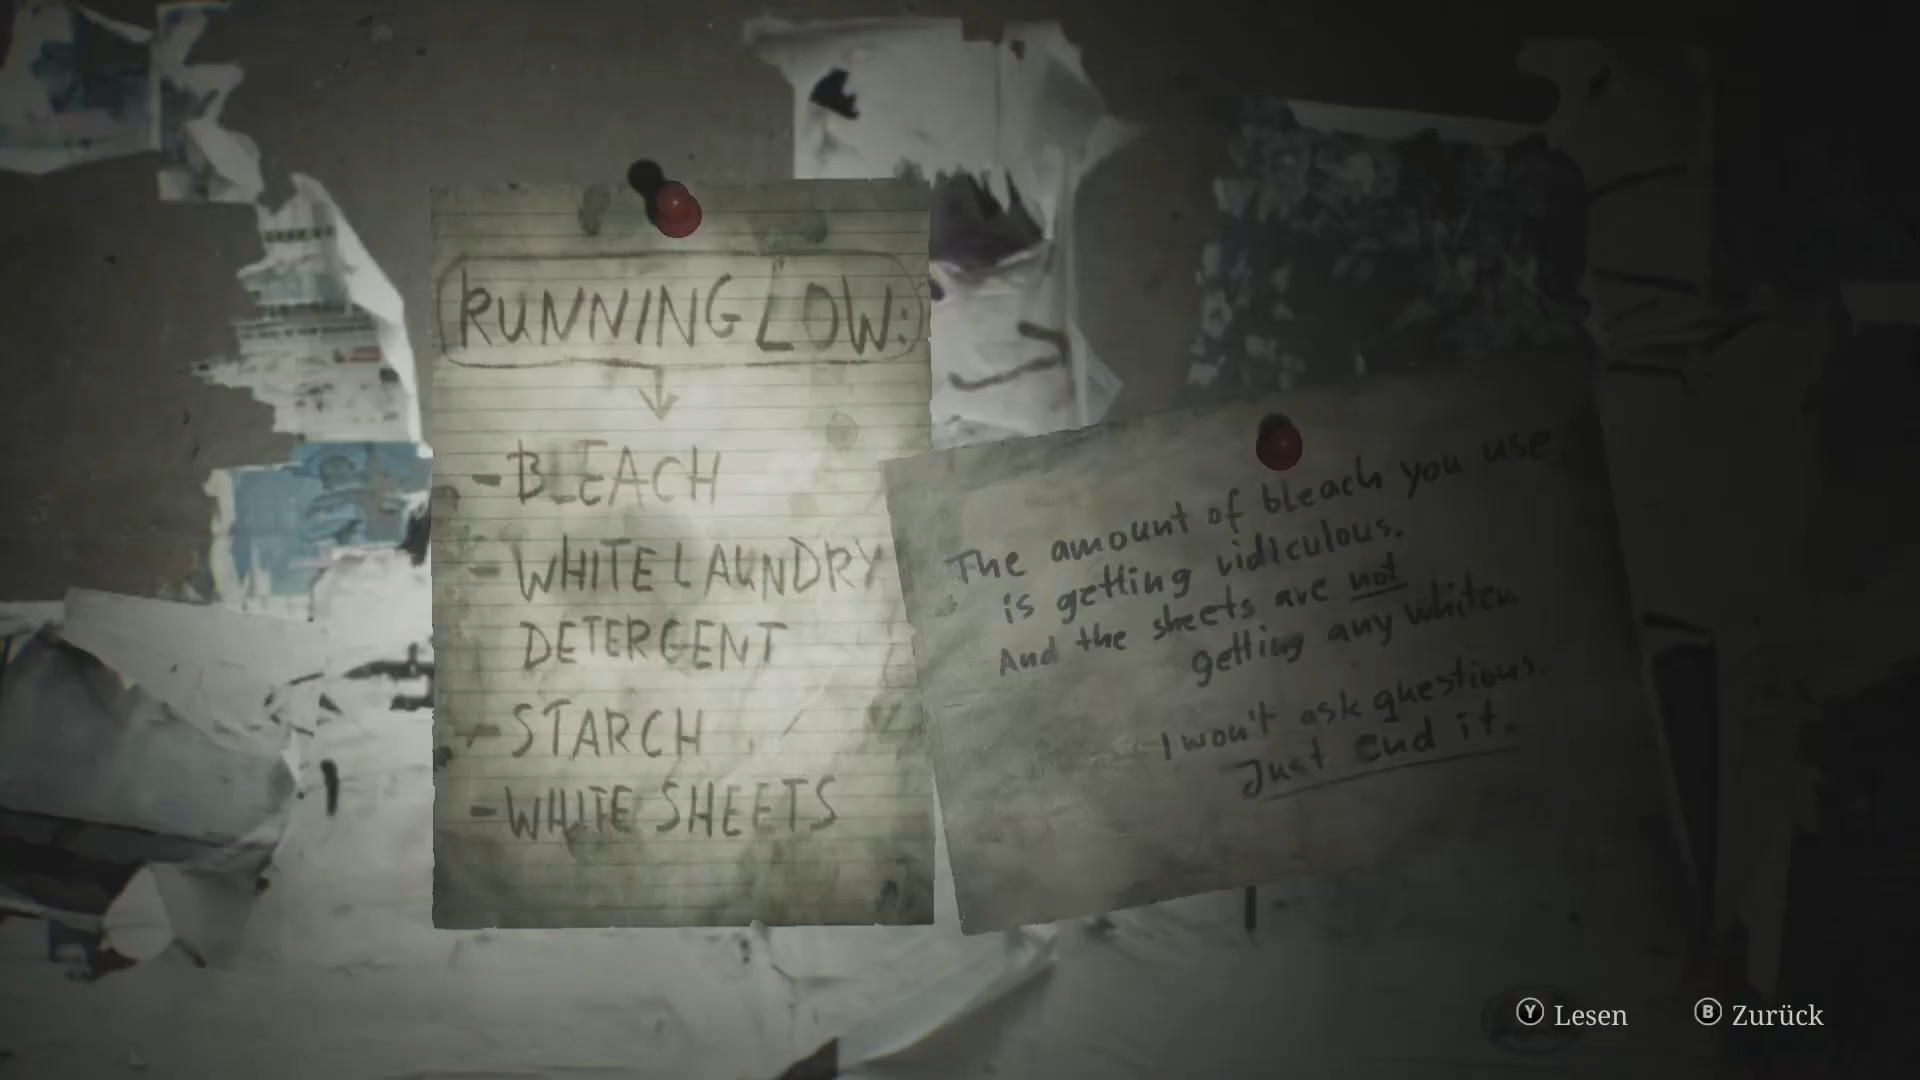 RUNNING LOW:
- BLEACH
- WHITE LAUNDRY
DETERGENT
- STARCH
- WHITE SHEETS
The amount of bleach you use
is getting ridiculous.
And the sheets are not
getting any whiter.
I won't ask questions.
Just end it.
Y Lesen
B Zurück